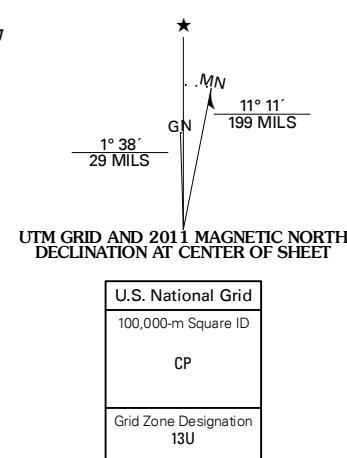 MN
GN
11° 11´
199 MILS
1° 38´
29 MILS
UTM GRID AND 2011 MAGNETIC NORTH
DECLINATION AT CENTER OF SHEET
U.S. National Grid
100,000-m Square ID
CP
Grid Zone Designation
13U